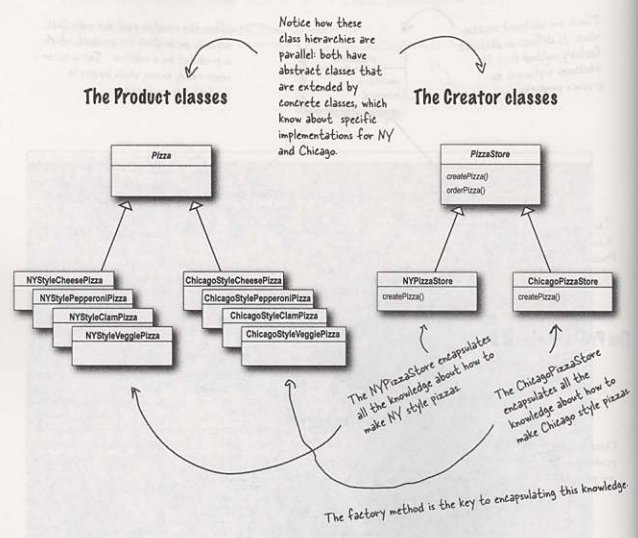 Notice how these
class hierarchies are
parallel: both have
abstract classes that
are extended by
concrete classes, which
know about specific
implementations for NY
and Chicago.
The Product classes
The Creator classes
Pizza
PizzaStore
createPizza()
orderPizza()
NYStyleCheesePizza
NYStylePepperoniPizza
NYStyleClamPizza
NYStyleVeggiePizza
ChicagoStyleCheesePizza
ChicagoStylePepperoniPizza
ChicagoStyleClamPizza
ChicagoStyleVeggiePizza
NYPizzaStore
createPizza()
ChicagoPizzaStore
createPizza()
The NYPizzaStore encapsulates
all the knowledge about how to
make NY style pizzas.
The ChicagoPizzaStore
encapsulates all the
knowledge about how to
make Chicago style pizzas.
The factory method is the key to encapsulating this knowledge.